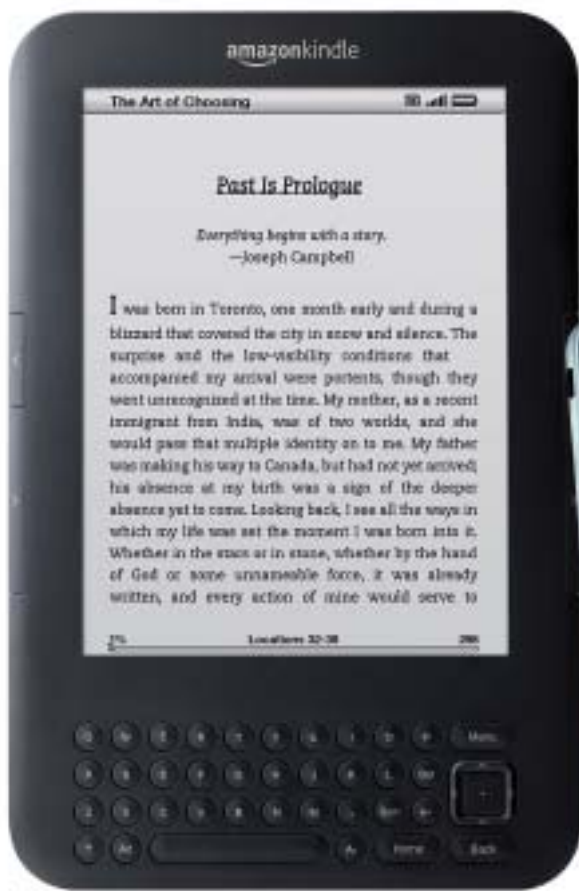 amazonkindle
The Art of Choosing
Past Is Prologue
Everything begins with a story.
—Joseph Campbell
I was born in Toronto, one month early and during a
blizzard that covered the city in snow and silence. The
surprise and the low-visibility conditions that
accompanied my arrival were portents, though they
went unrecognized at the time. My mother, as a recent
immigrant from India, was of two worlds, and she
would pass that multiple identity on to me. My father
was making his way to Canada, but had not yet arrived;
his absence at my birth was a sign of the deeper
absence yet to come. Looking back, I see all the ways in
which my life was set the moment I was born into it.
Whether in the stars or in stone, whether by the hand
of God or some unnameable force, it was already
written, and every action of mine would serve to
Locations 32-38
Menu
Home Back